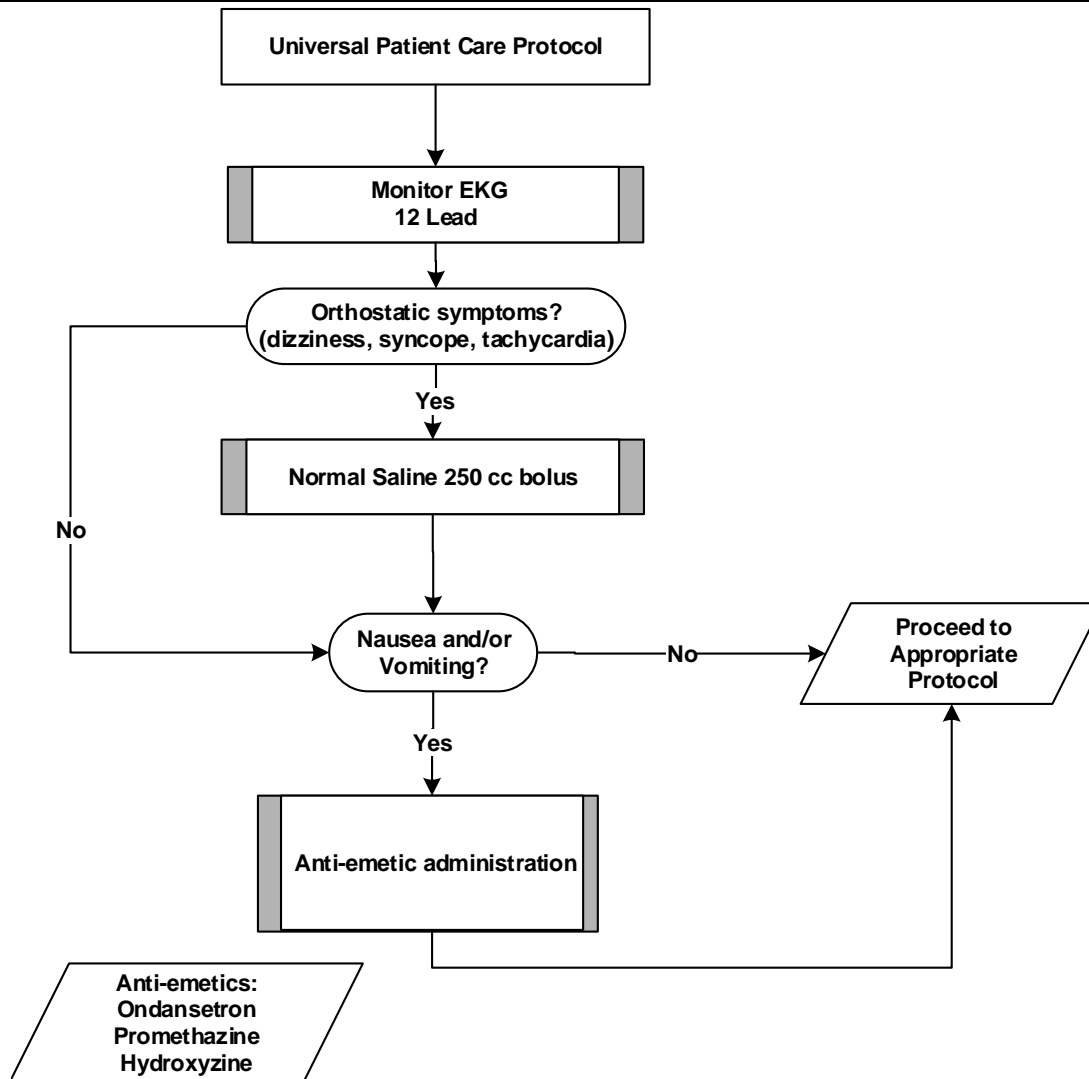 Universal Patient Care Protocol
Monitor EKG
12 Lead
Orthostatic symptoms?
(dizziness, syncope, tachycardia)
Yes
Normal Saline 250 cc bolus
No
Nausea and/or
Vomiting?
No
Proceed to
Appropriate
Protocol
Yes
Anti-emetic administration
Anti-emetics:
Ondansetron
Promethazine
Hydroxyzine